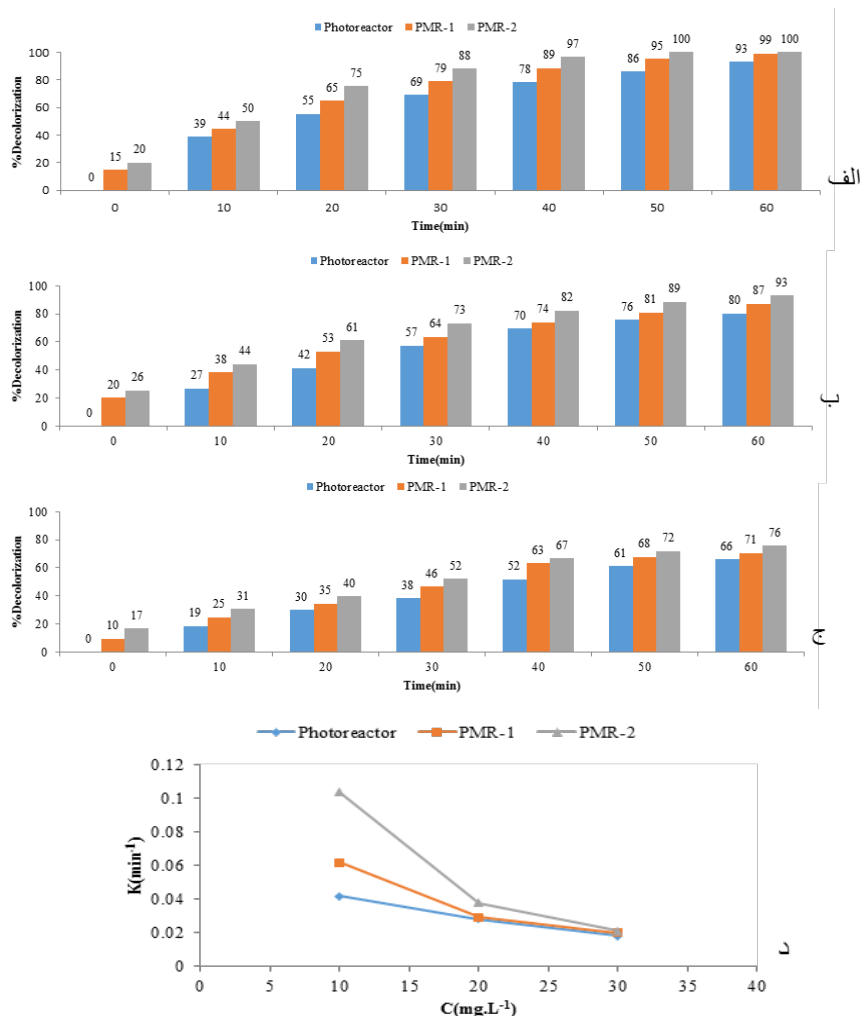 Photoreactor PMR-1 PMR-2
100
80
60
40
20
0
%Decolorization
0 15 20
39 44 50
55 65 75
69 79 88
78 89 97
86 95 100
93 99 100
0 10 20 30 40 50 60
Time(min)
الف
Photoreactor PMR-1 PMR-2
100
80
60
40
20
0
%Decolorization
0 20 26
27 38 44
42 53 61
57 64 73
70 74 82
76 81 89
80 87 93
0 10 20 30 40 50 60
Time(min)
Photoreactor PMR-1 PMR-2
100
80
60
40
20
0
%Decolorization
0 10 17
19 25 31
30 35 40
38 46 52
52 63 67
61 68 72
66 71 76
0 10 20 30 40 50 60
Time(min)
ج
Photoreactor PMR-1 PMR-2
0.12
0.1
0.08
0.06
0.04
0.02
0
K(min⁻¹)
0 5 10 15 20 25 30 35 40
C(mg.L⁻¹)